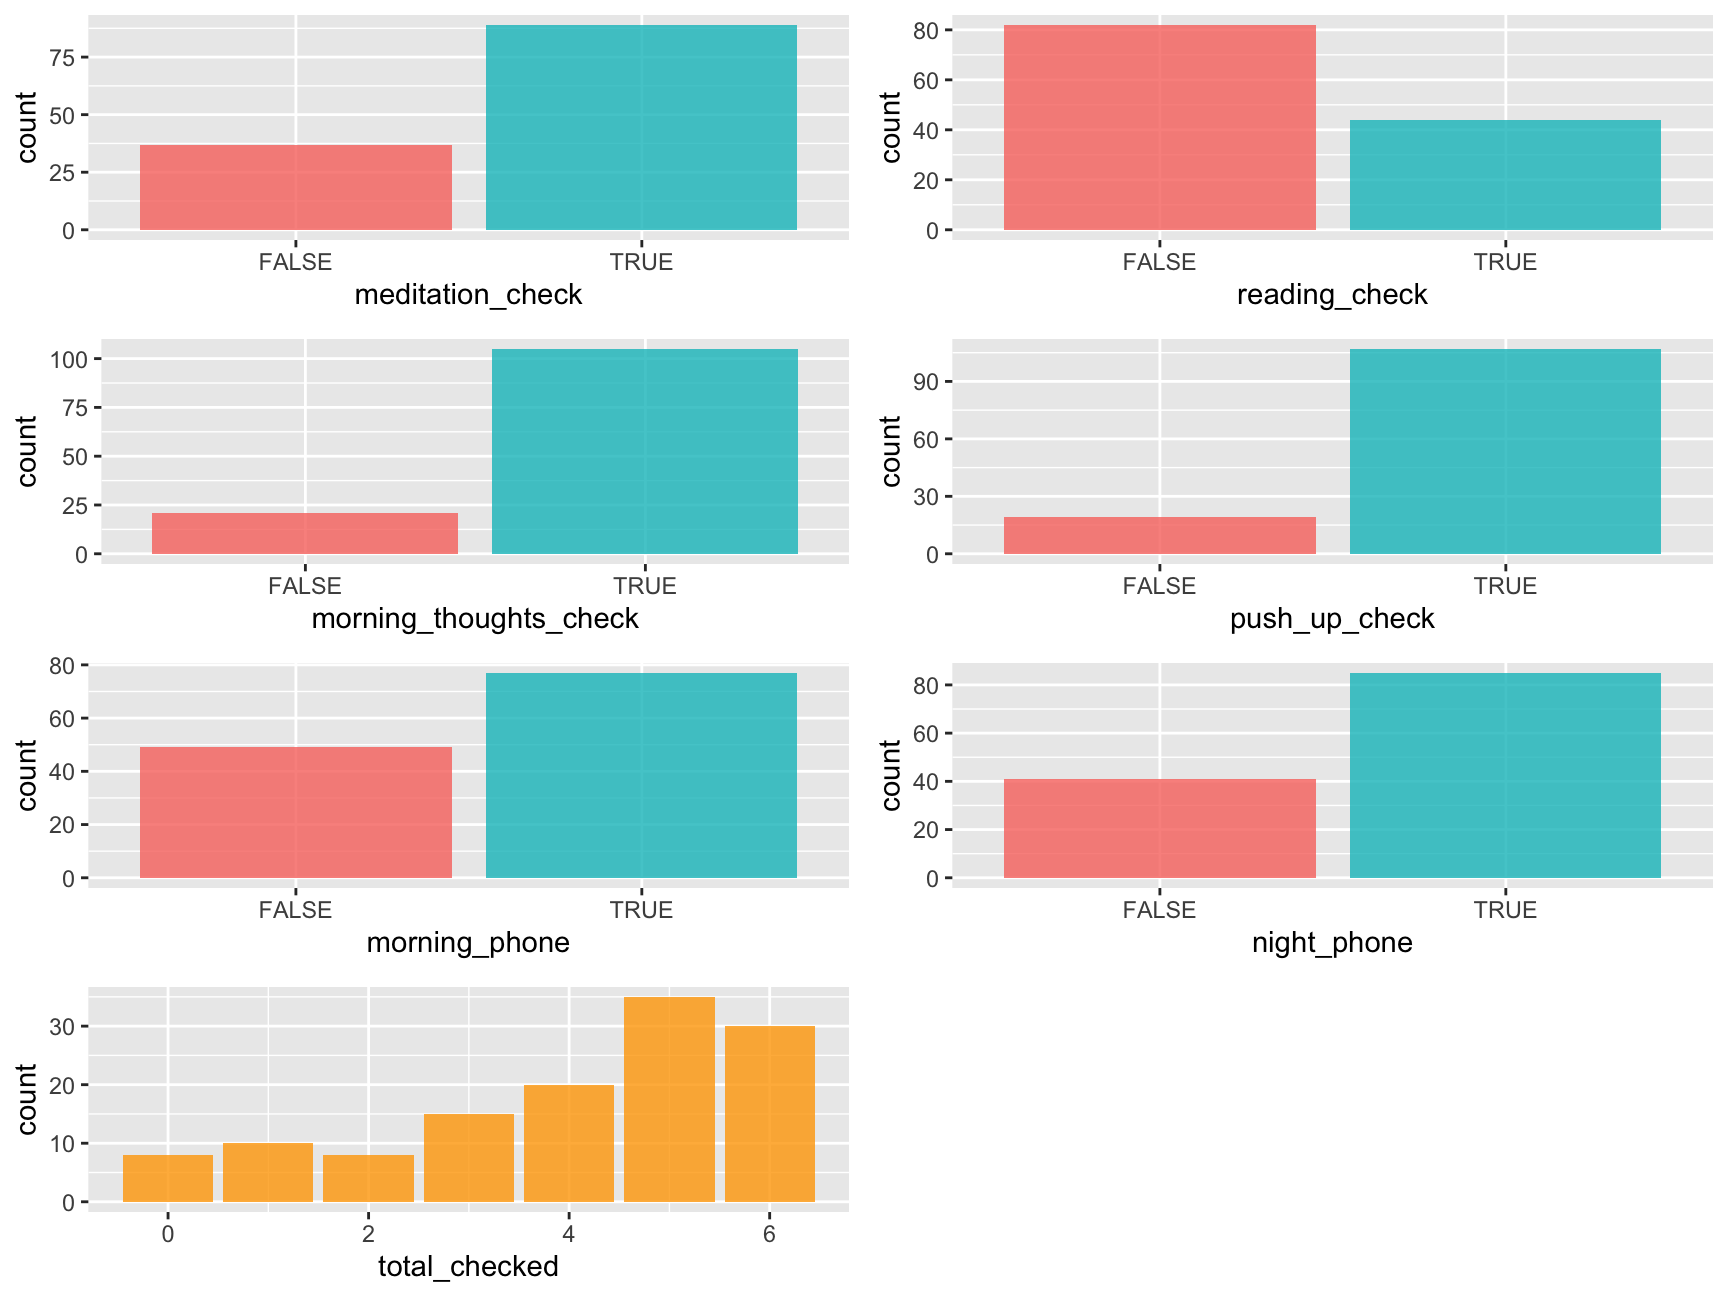 count
75
50
25
0
FALSE TRUE
meditation_check
count
80
60
40
20
0
FALSE TRUE
reading_check
count
100
75
50
25
0
FALSE TRUE
morning_thoughts_check
count
90
60
30
0
FALSE TRUE
push_up_check
count
80
60
40
20
0
FALSE TRUE
morning_phone
count
80
60
40
20
0
FALSE TRUE
night_phone
count
30
20
10
0
0 2 4 6
total_checked